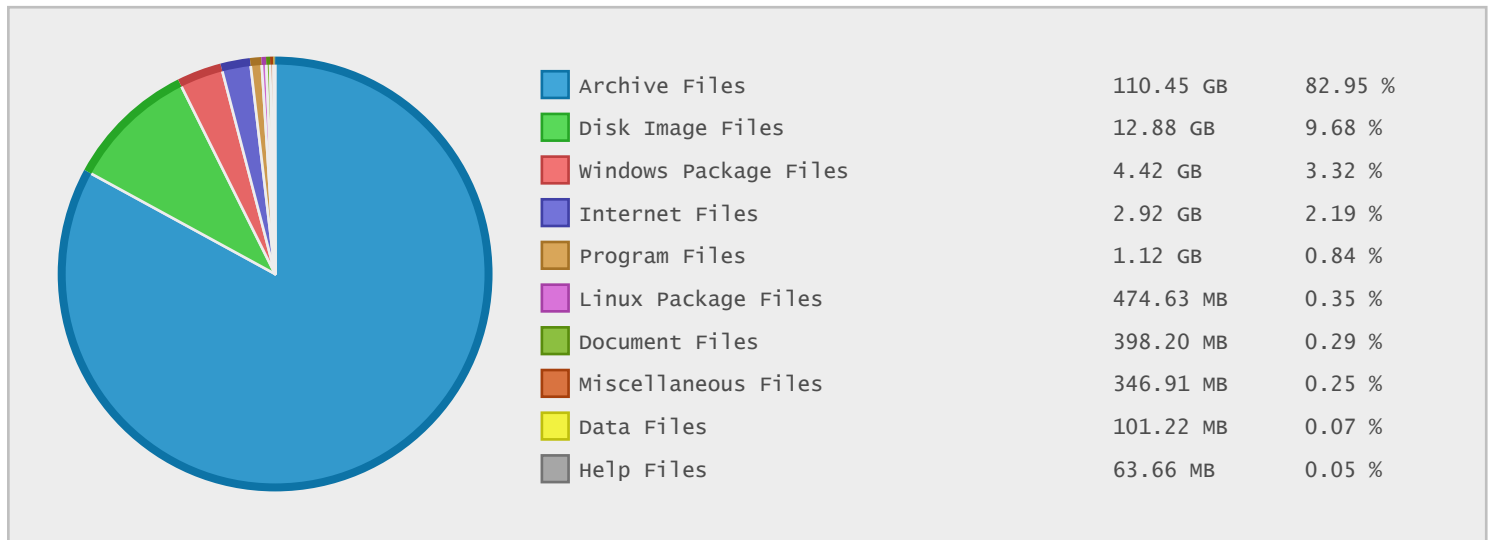 Archive Files 110.45 GB 82.95 %
Disk Image Files 12.88 GB 9.68 %
Windows Package Files 4.42 GB 3.32 %
Internet Files 2.92 GB 2.19 %
Program Files 1.12 GB 0.84 %
Linux Package Files 474.63 MB 0.35 %
Document Files 398.20 MB 0.29 %
Miscellaneous Files 346.91 MB 0.25 %
Data Files 101.22 MB 0.07 %
Help Files 63.66 MB 0.05 %